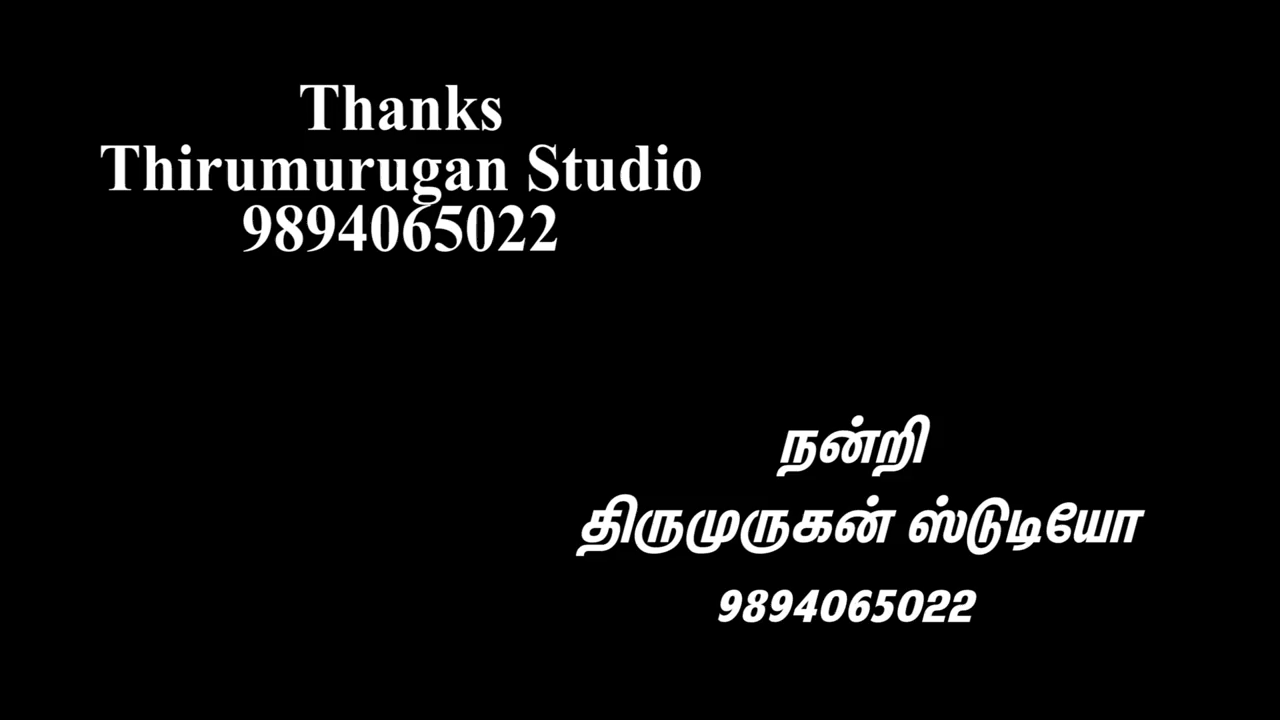 Thanks
Thirumurugan Studio
9894065022
நன்றி
திருமுருகன் ஸ்டுடியோ
9894065022